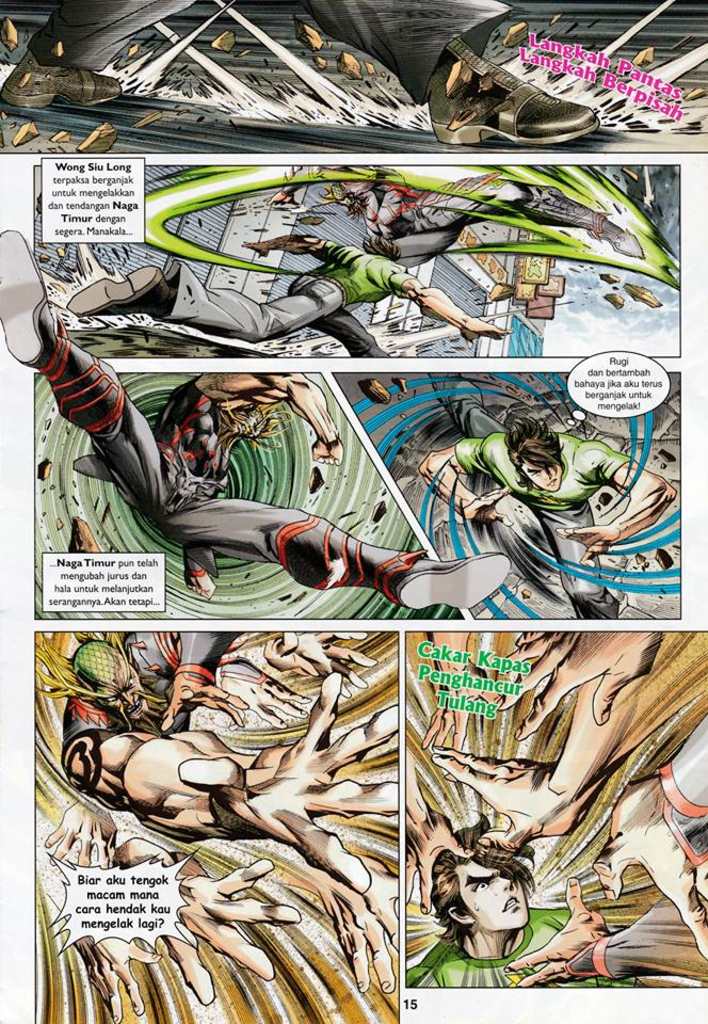 Langkah Pantas
Langkah Berpisah
Wong Siu Long
terpaksa berganjak
untuk mengelakkan
dan tendangan Naga
Timur dengan
segera. Manakala...
Rugi
dan bertambah
bahaya jika aku terus
berganjak untuk
mengelak!
...Naga Timur pun telah
mengubah jurus dan
hala untuk melanjutkan
serangannya. Akan tetapi...
Biar aku tengok
macam mana
cara hendak kau
mengelak lagi?
Cakar Kapas
Penghancur
Tulang
15